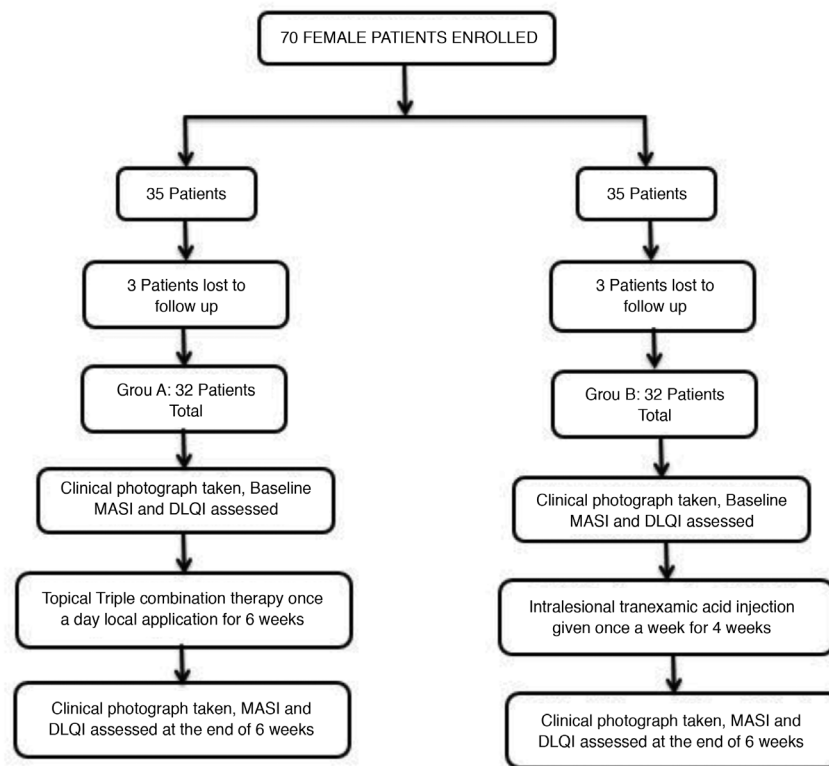 70 FEMALE PATIENTS ENROLLED
35 Patients
3 Patients lost to
follow up
Grou A: 32 Patients
Total
Clinical photograph taken, Baseline
MASI and DLQI assessed
Topical Triple combination therapy once
a day local application for 6 weeks
Clinical photograph taken, MASI and
DLQI assessed at the end of 6 weeks
35 Patients
3 Patients lost to
follow up
Grou B: 32 Patients
Total
Clinical photograph taken, Baseline
MASI and DLQI assessed
Intralesional tranexamic acid injection
given once a week for 4 weeks
Clinical photograph taken, MASI and
DLQI assessed at the end of 6 weeks